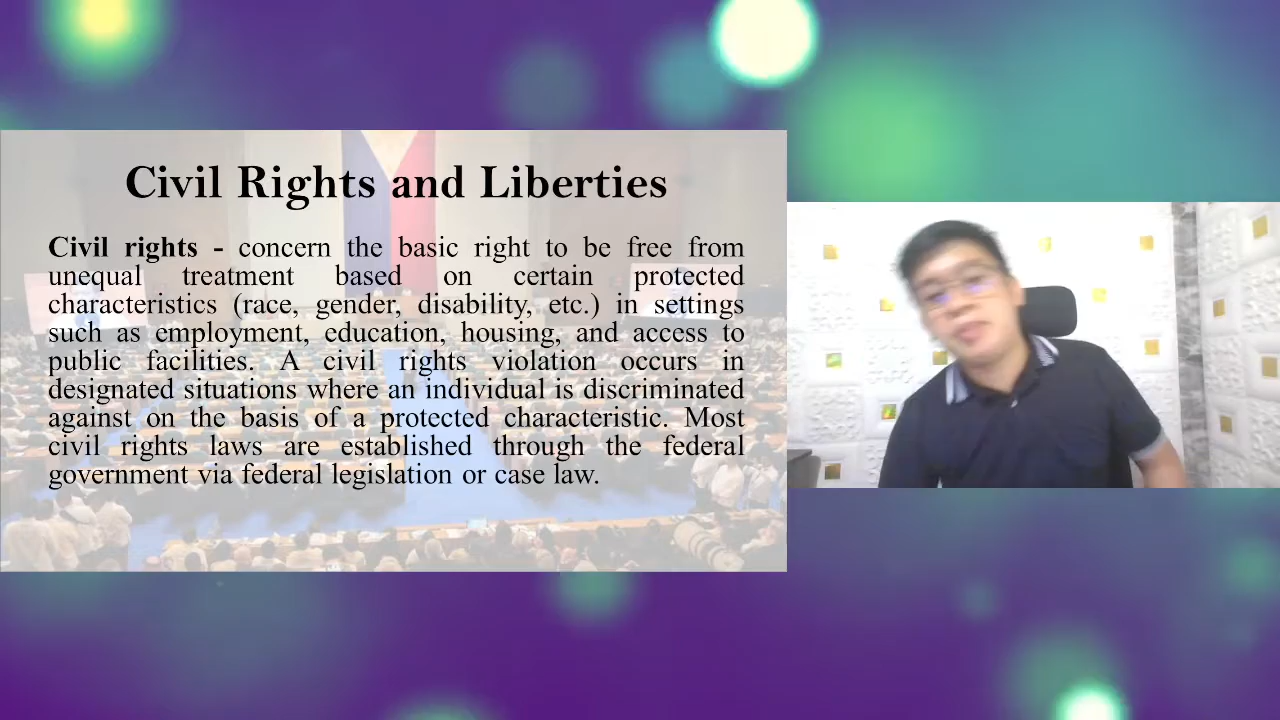 Civil Rights and Liberties
Civil rights - concern the basic right to be free from
unequal treatment based on certain protected
characteristics (race, gender, disability, etc.) in settings
such as employment, education, housing, and access to
public facilities. A civil rights violation occurs in
designated situations where an individual is discriminated
against on the basis of a protected characteristic. Most
civil rights laws are established through the federal
government via federal legislation or case law.